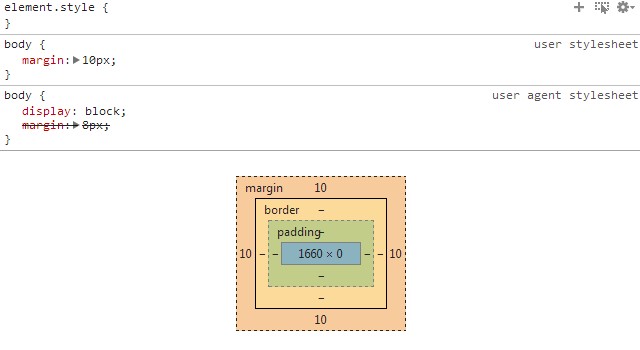 element.style {
}
body {                                user stylesheet
margin: 10px;
}
body {                                user agent stylesheet
display: block;
margin: 8px;
}
margin 10
border –
padding –
10 – – 1660 × 0 – – 10
–
–
10